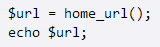 $url = home_url();
echo $url;